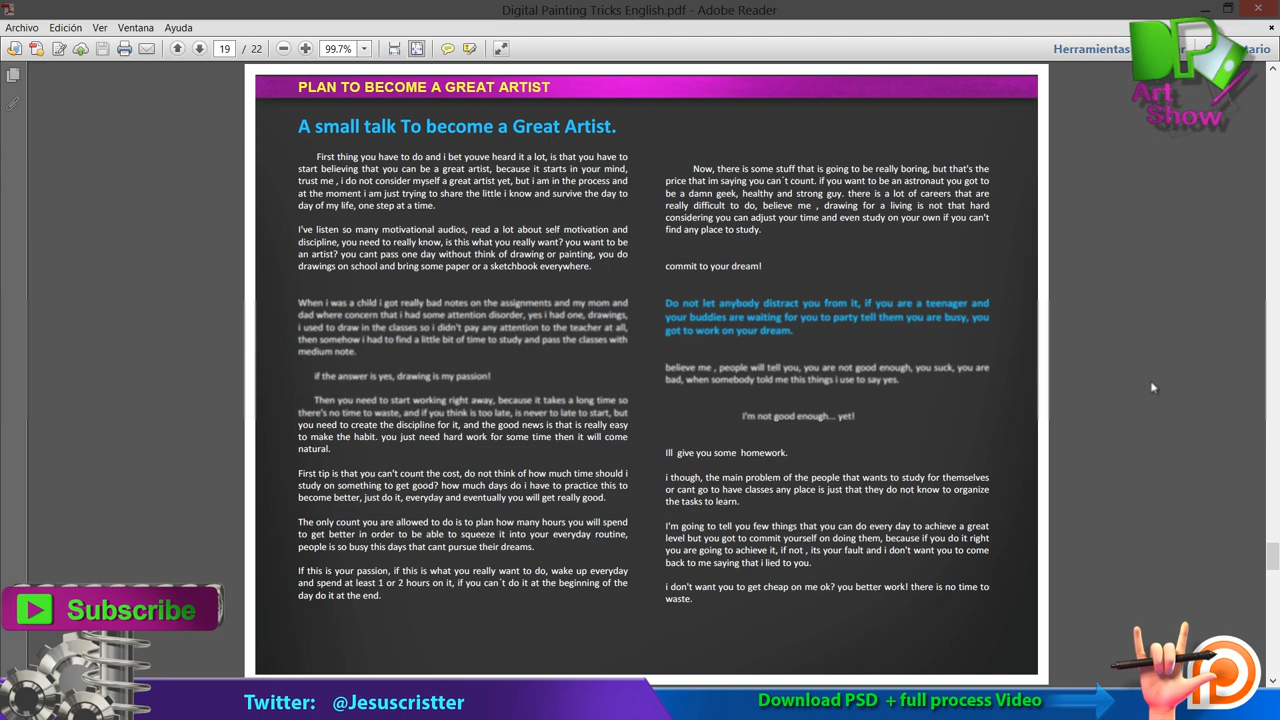 Digital Painting Tricks English.pdf - Adobe Reader
Archivo Edición Ver Ventana Ayuda
19 / 22 99.7% Herramientas
DP
Art
Show
PLAN TO BECOME A GREAT ARTIST
A small talk To become a Great Artist.
First thing you have to do and i bet youve heard it a lot, is that you have to
start believing that you can be a great artist, because it starts in your mind,
trust me , i do not consider myself a great artist yet, but i am in the process and
at the moment i am just trying to share the little i know and survive the day to
day of my life, one step at a time.
I've listen so many motivational audios, read a lot about self motivation and
discipline, you need to really know, is this what you really want? you want to be
an artist? you cant pass one day without think of drawing or painting, you do
drawings on school and bring some paper or a sketchbook everywhere.
When i was a child i got really bad notes on the assignments and my mom and
dad where concern that i had some attention disorder, yes i had one, drawings,
i used to draw in the classes so i didn't pay any attention to the teacher at all,
then somehow i had to find a little bit of time to study and pass the classes with
medium note.
if the answer is yes, drawing is my passion!
Then you need to start working right away, because it takes a long time so
there's no time to waste, and if you think is too late, is never to late to start, but
you need to create the discipline for it, and the good news is that is really easy
to make the habit. you just need hard work for some time then it will come
natural.
First tip is that you can't count the cost, do not think of how much time should i
study on something to get good? how much days do i have to practice this to
become better, just do it, everyday and eventually you will get really good.
The only count you are allowed to do is to plan how many hours you will spend
to get better in order to be able to squeeze it into your everyday routine,
people is so busy this days that cant pursue their dreams.
If this is your passion, if this is what you really want to do, wake up everyday
and spend at least 1 or 2 hours on it, if you can´t do it at the beginning of the
day do it at the end.
Now, there is some stuff that is going to be really boring, but that's the
price that im saying you can´t count. if you want to be an astronaut you got to
be a damn geek, healthy and strong guy. there is a lot of careers that are
really difficult to do, believe me , drawing for a living is not that hard
considering you can adjust your time and even study on your own if you can't
find any place to study.
commit to your dream!
Do not let anybody distract you from it, if you are a teenager and
your buddies are waiting for you to party tell them you are busy, you
got to work on your dream.
believe me , people will tell you, you are not good enough, you suck, you are
bad, when somebody told me this things i use to say yes.
I'm not good enough... yet!
Ill give you some homework.
i though, the main problem of the people that wants to study for themselves
or cant go to have classes any place is just that they do not know to organize
the tasks to learn.
I'm going to tell you few things that you can do every day to achieve a great
level but you got to commit yourself on doing them, because if you do it right
you are going to achieve it, if not , its your fault and i don't want you to come
back to me saying that i lied to you.
i don't want you to get cheap on me ok? you better work! there is no time to
waste.
Subscribe
Twitter: @Jesuscristter
Download PSD + full process Video